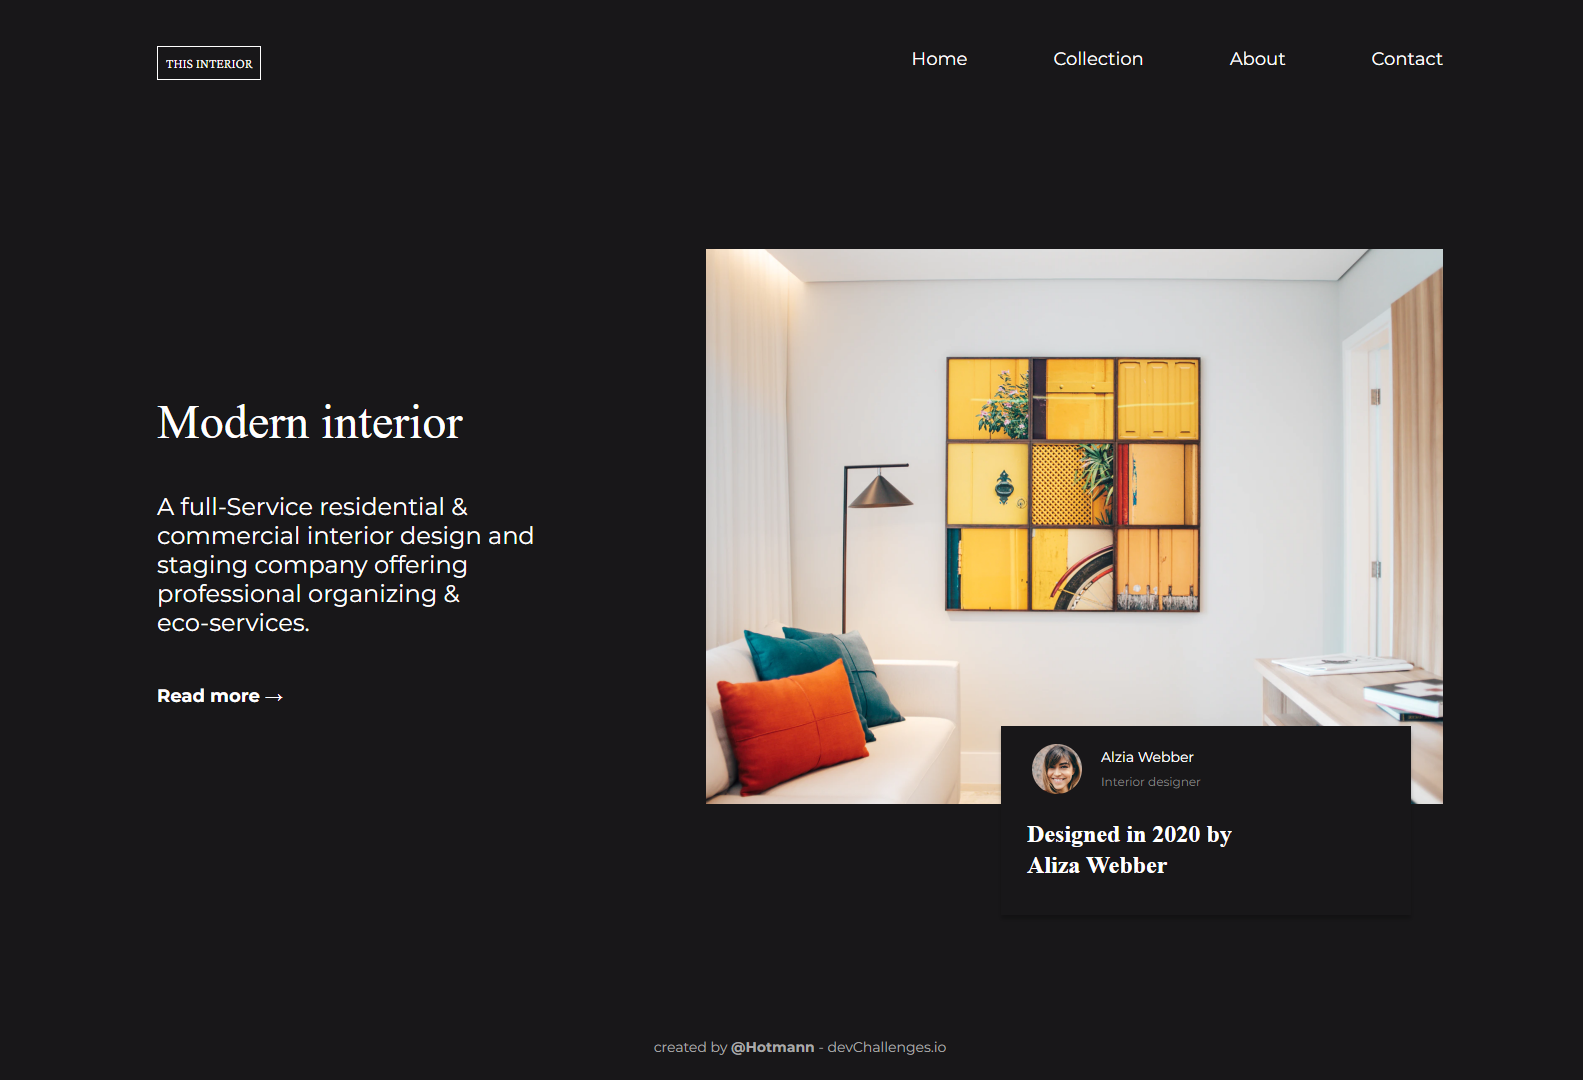 THIS INTERIOR
Home
Collection
About
Contact
Modern interior
A full-Service residential &
commercial interior design and
staging company offering
professional organizing &
eco-services.
Read more →
Alzia Webber
Interior designer
Designed in 2020 by
Aliza Webber
created by @Hotmann - devChallenges.io